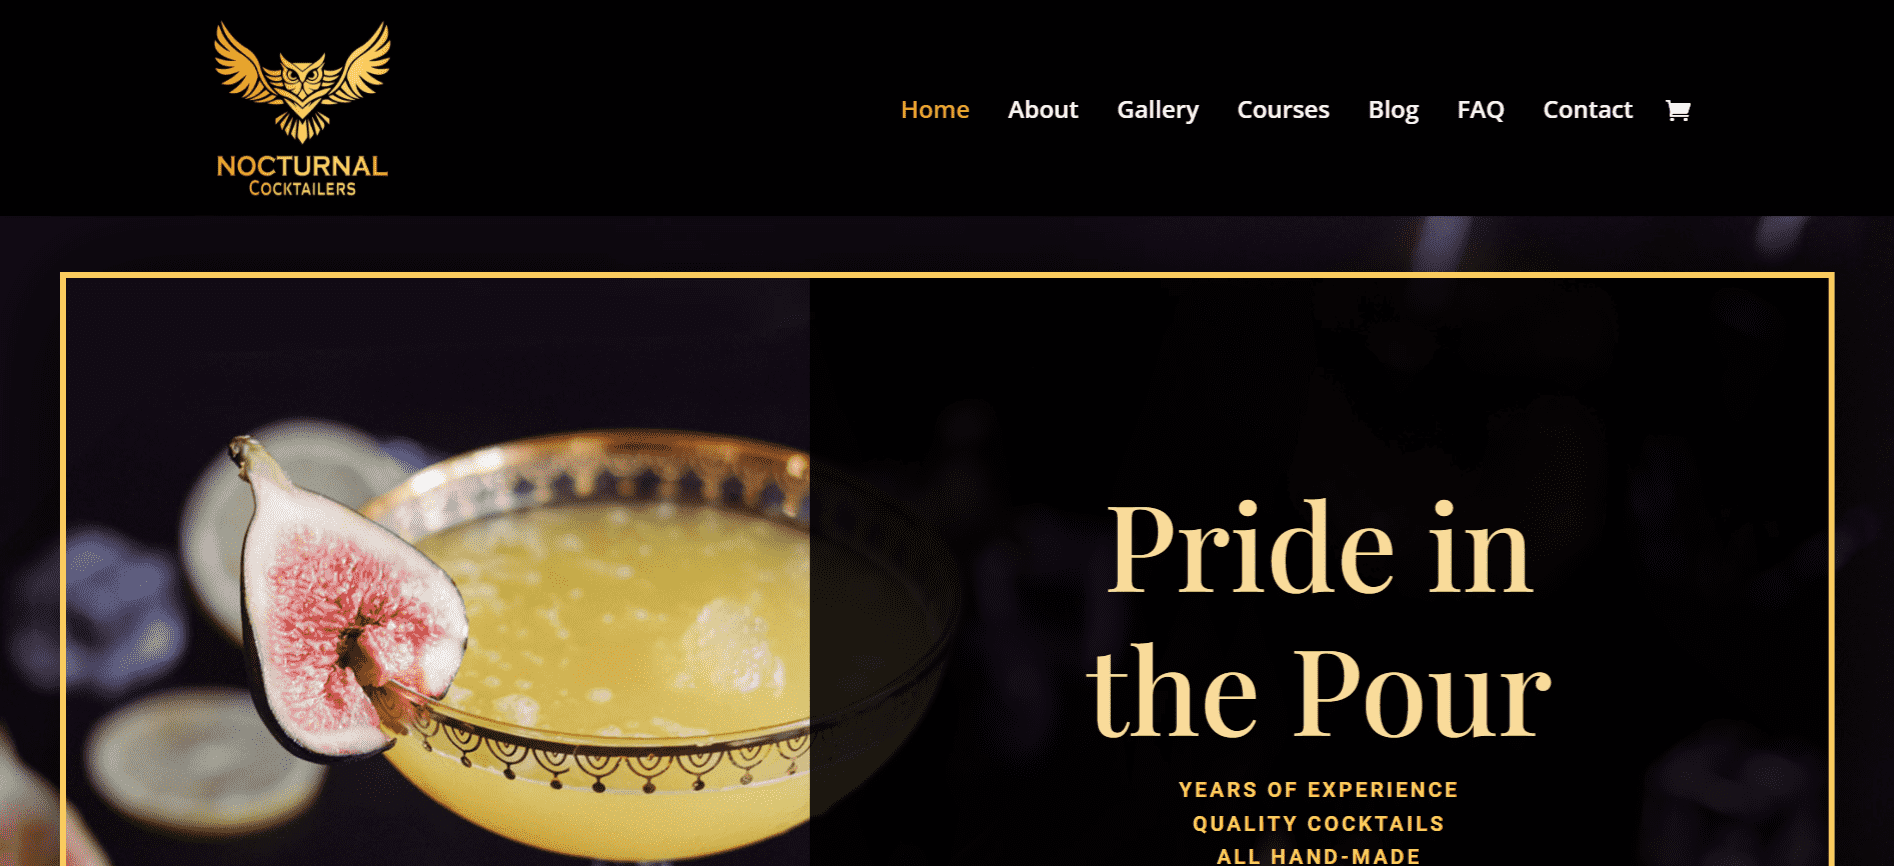 NOCTURNAL
COCKTAILERS
Home About Gallery Courses Blog FAQ Contact
Pride in
the Pour
YEARS OF EXPERIENCE
QUALITY COCKTAILS
ALL HAND-MADE